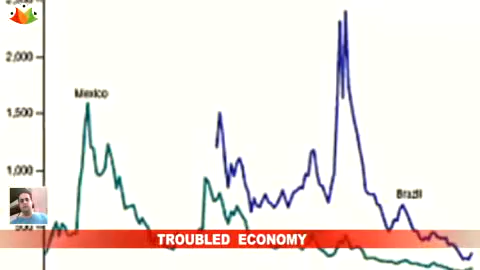 2,000
Mexico
1,500
1,000
Brazil
TROUBLED ECONOMY